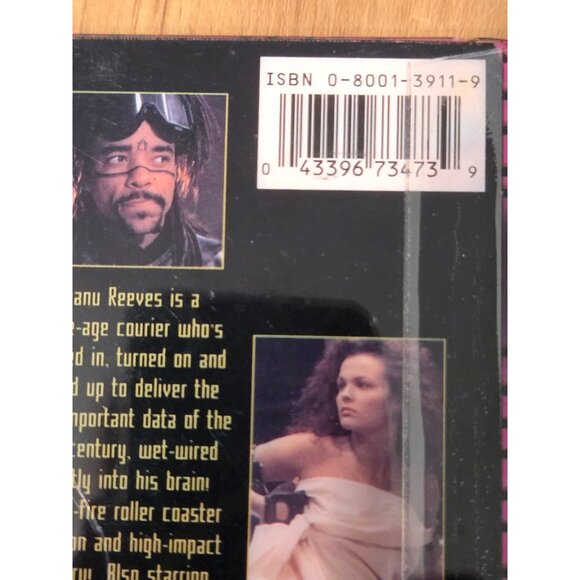 ISBN 0-8001-3911-9
0 43396 73473 9
anu Reeves is a
e-age courier who's
ed in, turned on and
d up to deliver the
mportant data of the
century, wet-wired
tly into his brain!
-fire roller coaster
on and high-impact
Also starring